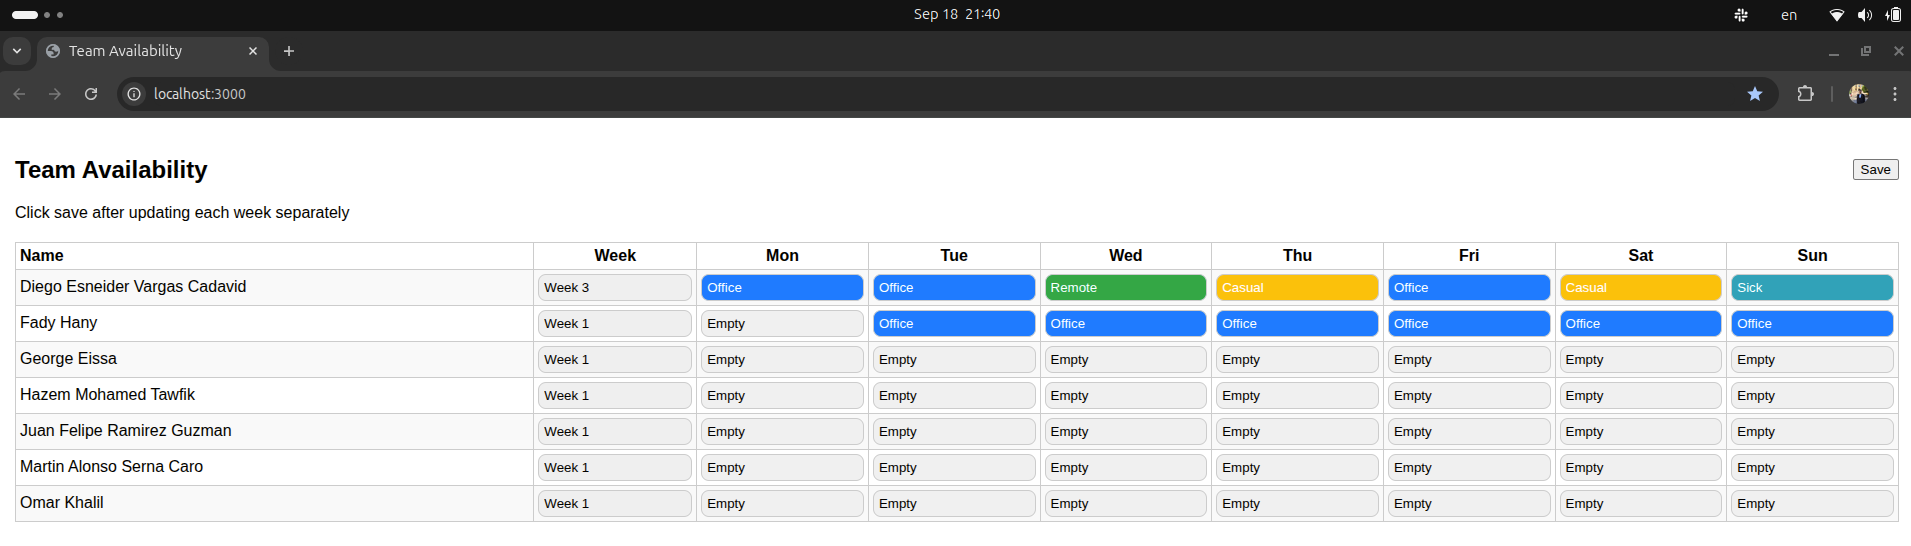 Sep 18 21:40
en
Team Availability
localhost:3000
Team Availability
Save
Click save after updating each week separately
Name Week Mon Tue Wed Thu Fri Sat Sun
Diego Esneider Vargas Cadavid Week 3 Office Office Remote Casual Office Casual Sick
Fady Hany Week 1 Empty Office Office Office Office Office Office
George Eissa Week 1 Empty Empty Empty Empty Empty Empty Empty
Hazem Mohamed Tawfik Week 1 Empty Empty Empty Empty Empty Empty Empty
Juan Felipe Ramirez Guzman Week 1 Empty Empty Empty Empty Empty Empty Empty
Martin Alonso Serna Caro Week 1 Empty Empty Empty Empty Empty Empty Empty
Omar Khalil Week 1 Empty Empty Empty Empty Empty Empty Empty